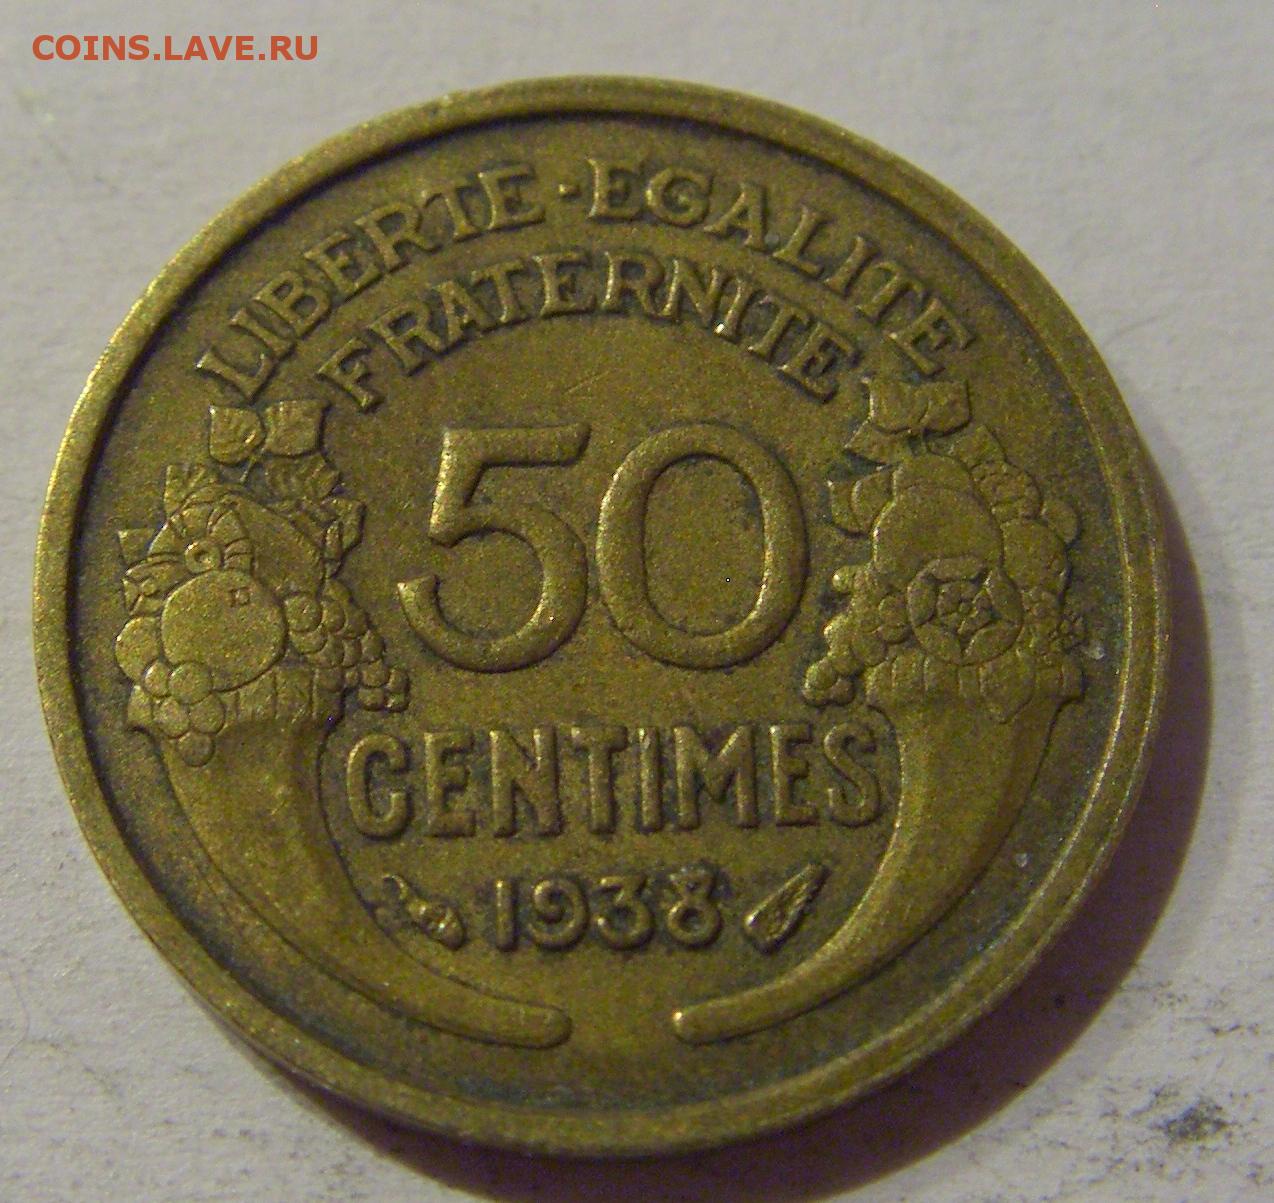 COINS.LAVE.RU
LIBERTE-EGALITE
FRATERNITE
50
CENTIMES
1938